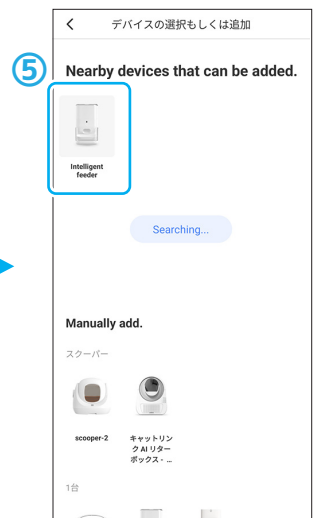 デバイスの選択もしくは追加
⑤
Nearby devices that can be added.
Intelligent
feeder
Searching...
Manually add.
スクーパー
scooper-2
キャットリン
ク AI リター
ボックス - ...
1台